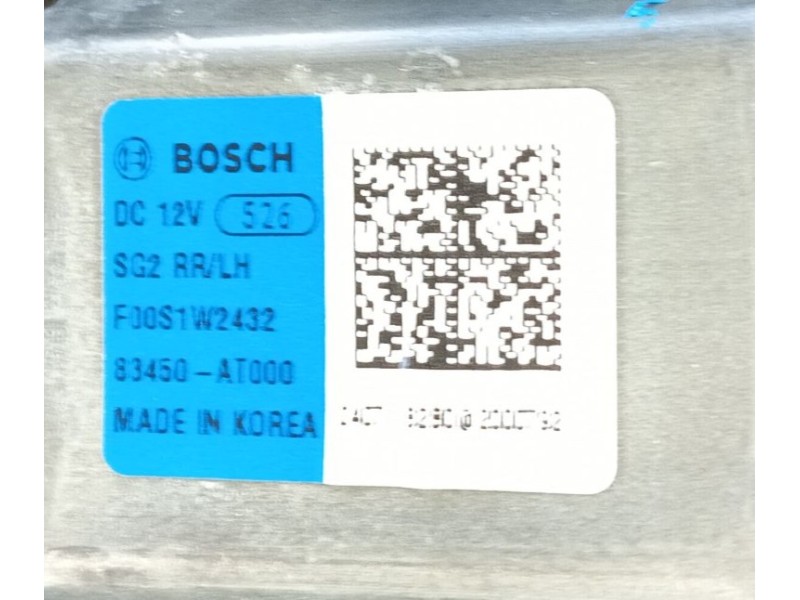 BOSCH
DC 12V 526
SG2 RR/LH
F00S1W2432
83450-AT000
MADE IN KOREA